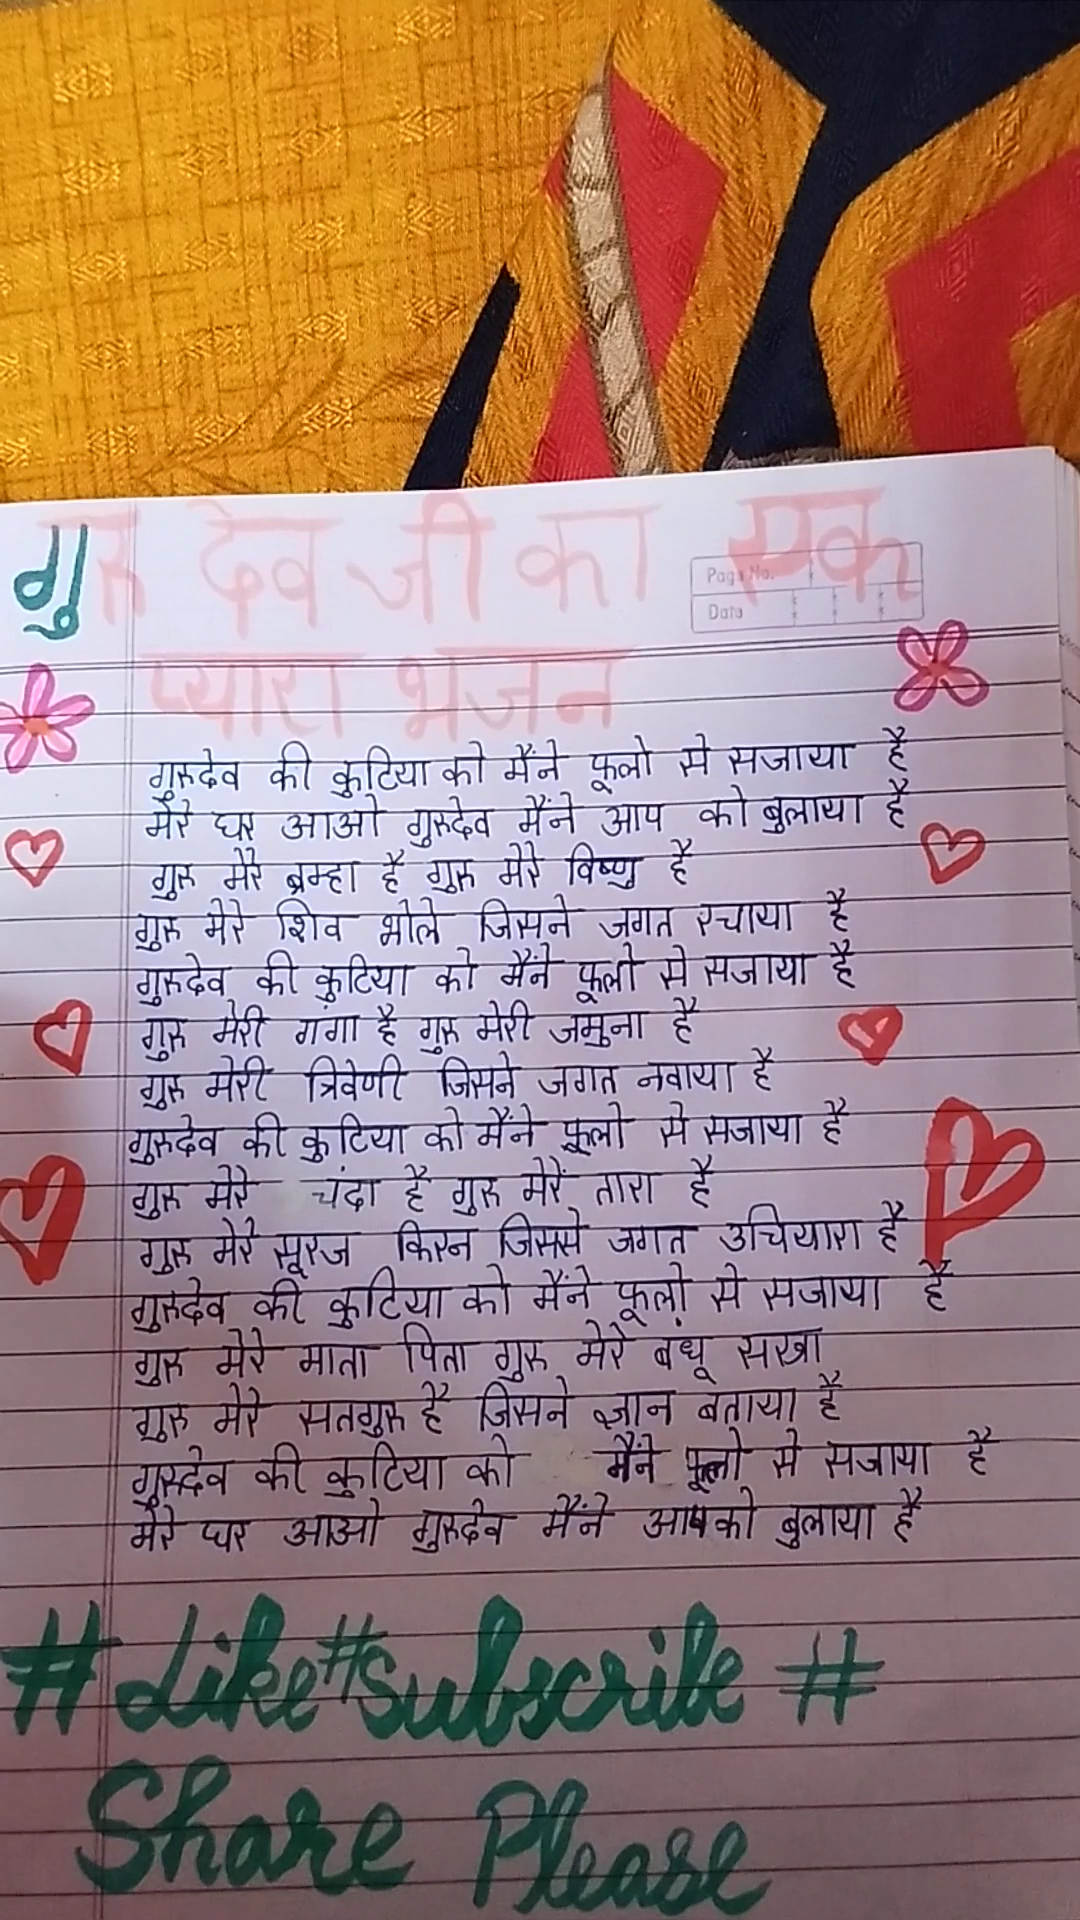 गुरु देव जी का एक
Page No.
Date
प्यारा भजन
गुरुदेव की कुटिया को मैंने फूलो से सजाया है
मेरे घर आओ गुरुदेव मैंने आप को बुलाया है
गुरु मेरे ब्रम्हा है गुरु मेरे विष्णु है
गुरु मेरे शिव भोले जिसने जगत रचाया है
गुरुदेव की कुटिया को मैंने फूलो से सजाया है
गुरु मेरी गंगा है गुरु मेरी जमुना है
गुरु मेरी त्रिवेणी जिसने जगत नवाया है
गुरुदेव की कुटिया को मैंने फूलो से सजाया है
गुरु मेरे चंदा है गुरु मेरें तारा है
गुरु मेरे सूरज किरन जिससे जगत उचियारा है
गुरुदेव की कुटिया को मैंने फूलों से सजाया है
गुरु मेरे माता पिता गुरु मेरे बंधू सखा
गुरु मेरे सतगुरु है जिसने ज्ञान बताया है
गुरुदेव की कुटिया को मैंने फूलो से सजाया है
मेरे घर आओ गुरुदेव मैंने आपको बुलाया है
#Like#Subscribe #
Share Please